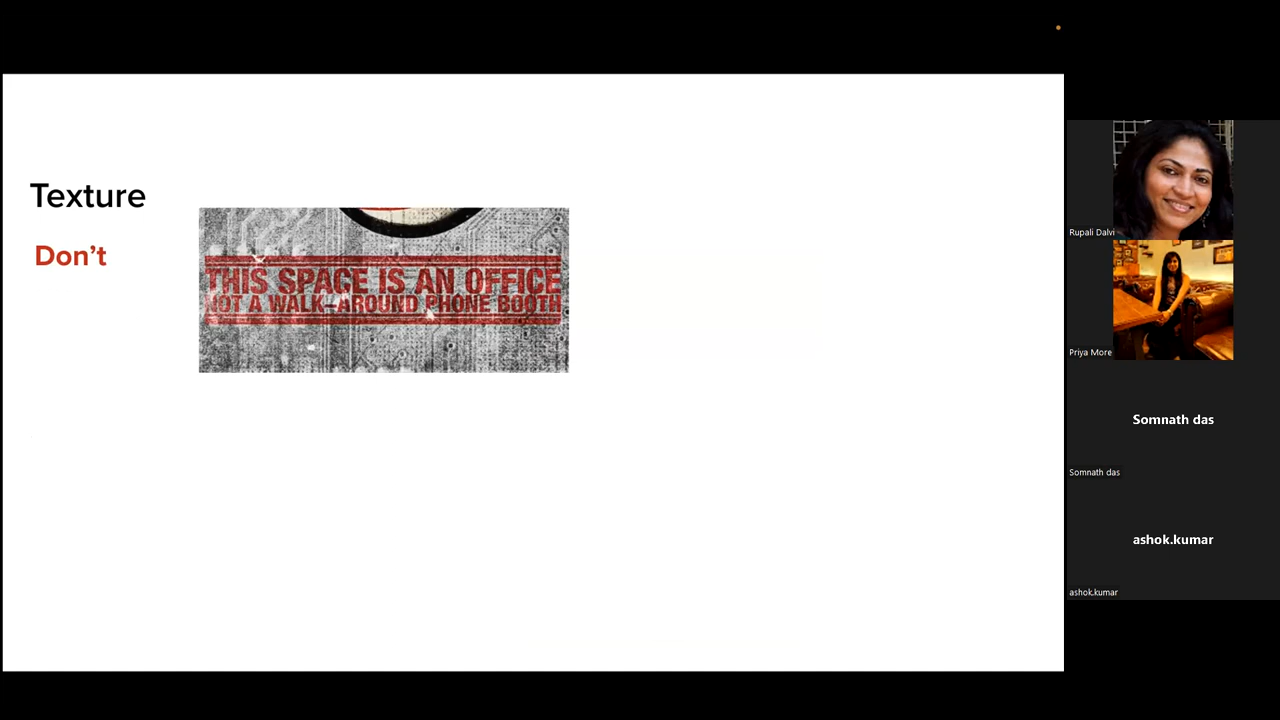 Texture
Don't
THIS SPACE IS AN OFFICE
NOT A WALK-AROUND PHONE BOOTH
Rupali Dalvi
Priya More
Somnath das
Somnath das
ashok.kumar
ashok.kumar